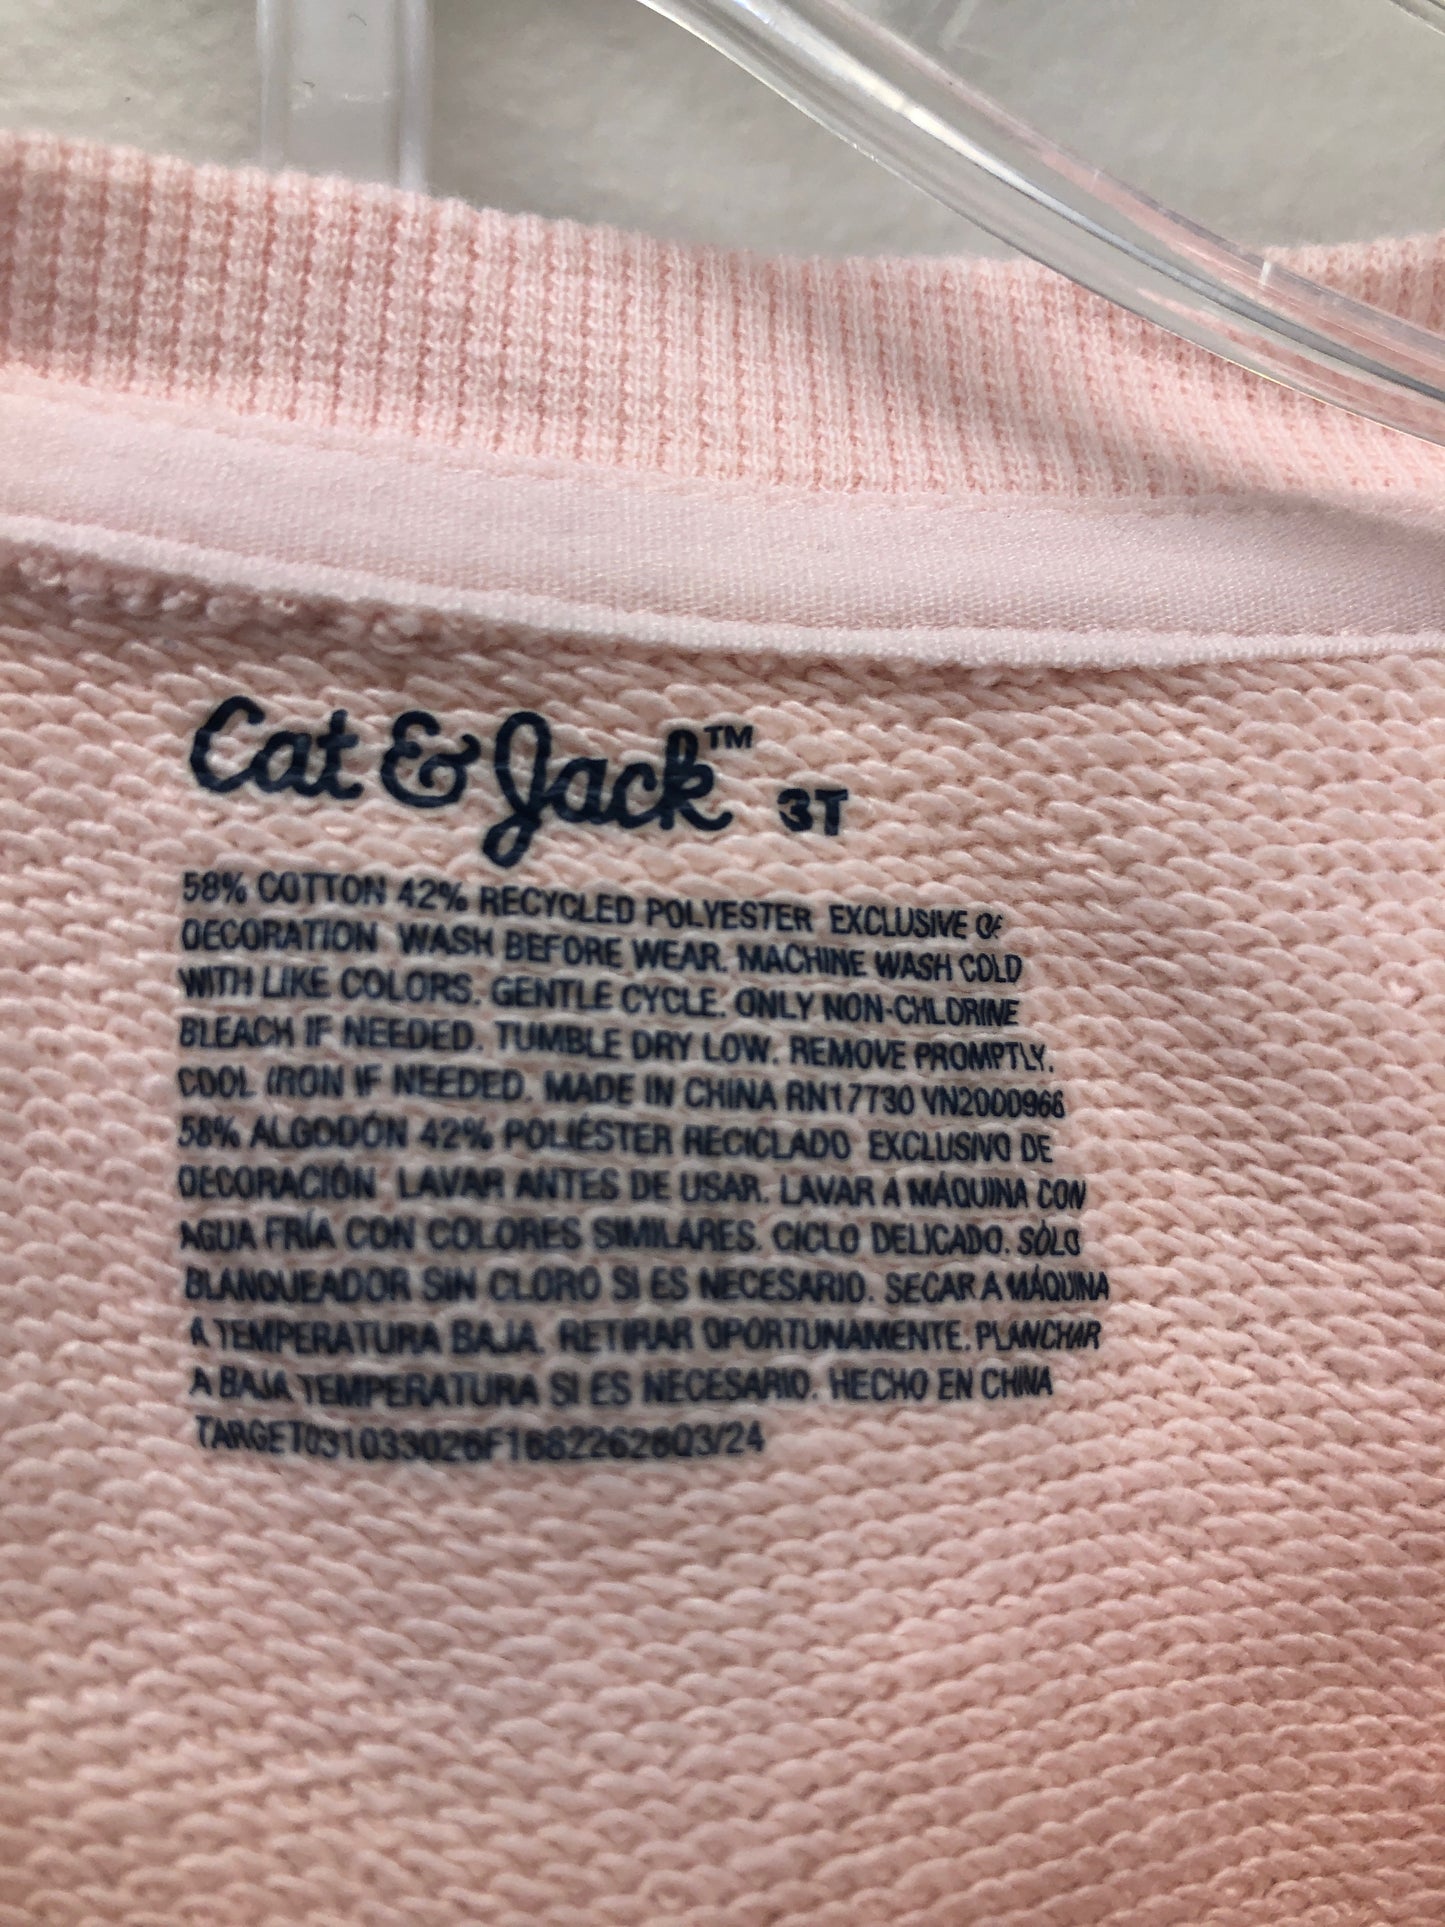 Cat & Jack™ 3T
58% COTTON 42% RECYCLED POLYESTER EXCLUSIVE OF
DECORATION WASH BEFORE WEAR. MACHINE WASH COLD
WITH LIKE COLORS. GENTLE CYCLE. ONLY NON-CHLORINE
BLEACH IF NEEDED. TUMBLE DRY LOW. REMOVE PROMPTLY.
COOL IRON IF NEEDED. MADE IN CHINA RN17730 VN2000966
58% ALGODÓN 42% POLIÉSTER RECICLADO EXCLUSIVO DE
DECORACIÓN LAVAR ANTES DE USAR. LAVAR A MÁQUINA CON
AGUA FRÍA CON COLORES SIMILARES. CICLO DELICADO. SÓLO
BLANQUEADOR SIN CLORO SI ES NECESARIO. SECAR A MÁQUINA
A TEMPERATURA BAJA. RETIRAR OPORTUNAMENTE. PLANCHAR
A BAJA TEMPERATURA SI ES NECESARIO. HECHO EN CHINA